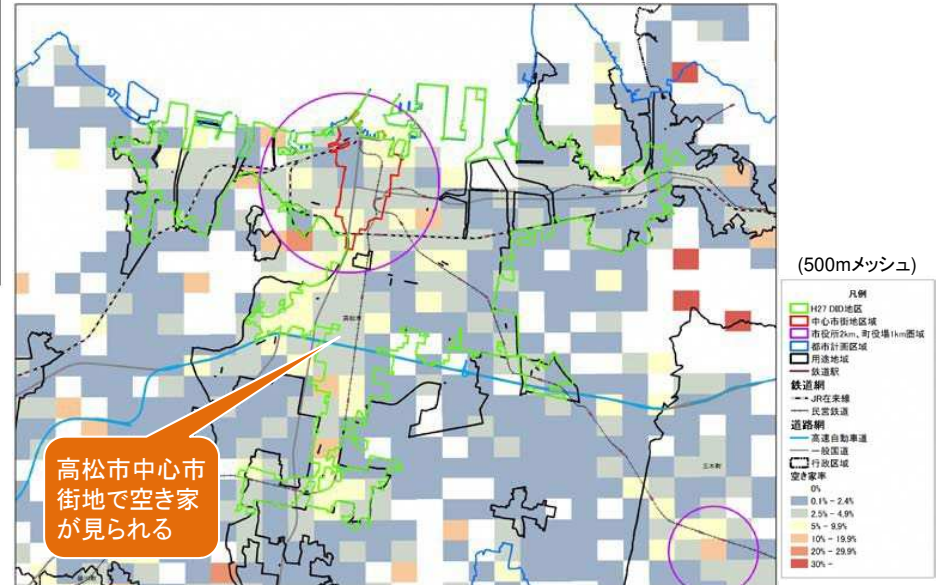 (500mメッシュ)
凡例
H27 DID地区
中心市街地区域
市役所2km、町役場1km圏域
都市計画区域
用途地域
鉄道駅
鉄道網
JR在来線
民営鉄道
道路網
高速自動車道
一般国道
行政区域
空き家率
0%
0.1% - 2.4%
2.5% - 4.9%
5% - 9.9%
10% - 19.9%
20% - 29.9%
30% -
高松市
三木町
高松市中心市
街地で空き家
が見られる